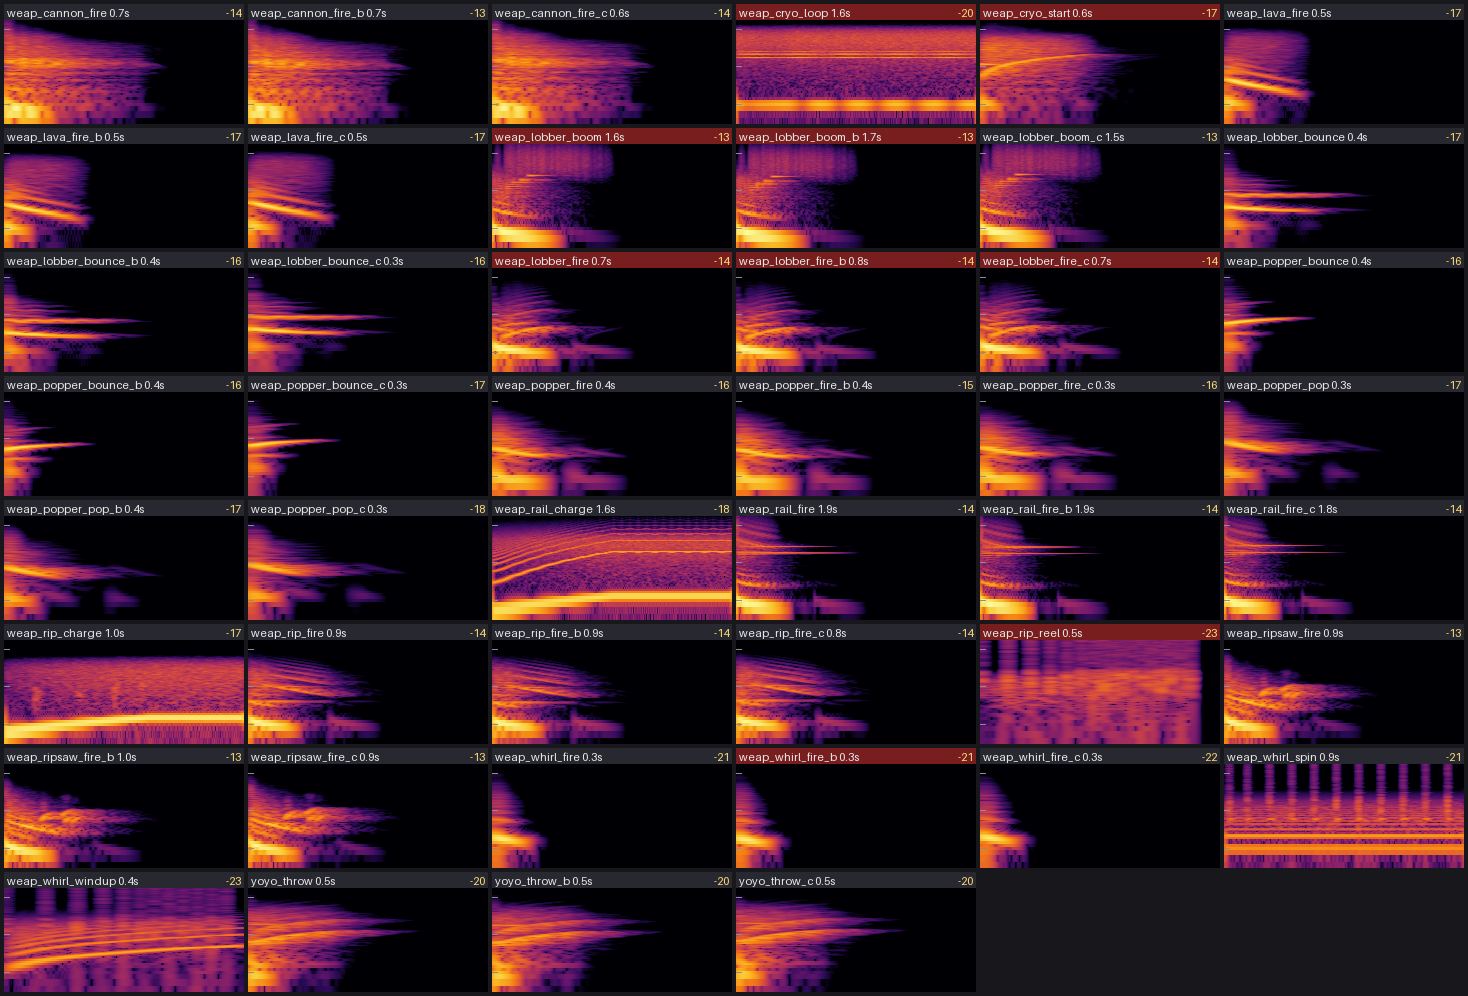 weap_cannon_fire 0.7s -14 weap_cannon_fire_b 0.7s -13 weap_cannon_fire_c 0.6s -14 weap_cryo_loop 1.6s -20 weap_cryo_start 0.6s -17 weap_lava_fire 0.5s -17
weap_lava_fire_b 0.5s -17 weap_lava_fire_c 0.5s -17 weap_lobber_boom 1.6s -13 weap_lobber_boom_b 1.7s -13 weap_lobber_boom_c 1.5s -13 weap_lobber_bounce 0.4s -17
weap_lobber_bounce_b 0.4s -16 weap_lobber_bounce_c 0.3s -16 weap_lobber_fire 0.7s -14 weap_lobber_fire_b 0.8s -14 weap_lobber_fire_c 0.7s -14 weap_popper_bounce 0.4s -16
weap_popper_bounce_b 0.4s -16 weap_popper_bounce_c 0.3s -17 weap_popper_fire 0.4s -16 weap_popper_fire_b 0.4s -15 weap_popper_fire_c 0.3s -16 weap_popper_pop 0.3s -17
weap_popper_pop_b 0.4s -17 weap_popper_pop_c 0.3s -18 weap_rail_charge 1.6s -18 weap_rail_fire 1.9s -14 weap_rail_fire_b 1.9s -14 weap_rail_fire_c 1.8s -14
weap_rip_charge 1.0s -17 weap_rip_fire 0.9s -14 weap_rip_fire_b 0.9s -14 weap_rip_fire_c 0.8s -14 weap_rip_reel 0.5s -23 weap_ripsaw_fire 0.9s -13
weap_ripsaw_fire_b 1.0s -13 weap_ripsaw_fire_c 0.9s -13 weap_whirl_fire 0.3s -21 weap_whirl_fire_b 0.3s -21 weap_whirl_fire_c 0.3s -22 weap_whirl_spin 0.9s -21
weap_whirl_windup 0.4s -23 yoyo_throw 0.5s -20 yoyo_throw_b 0.5s -20 yoyo_throw_c 0.5s -20